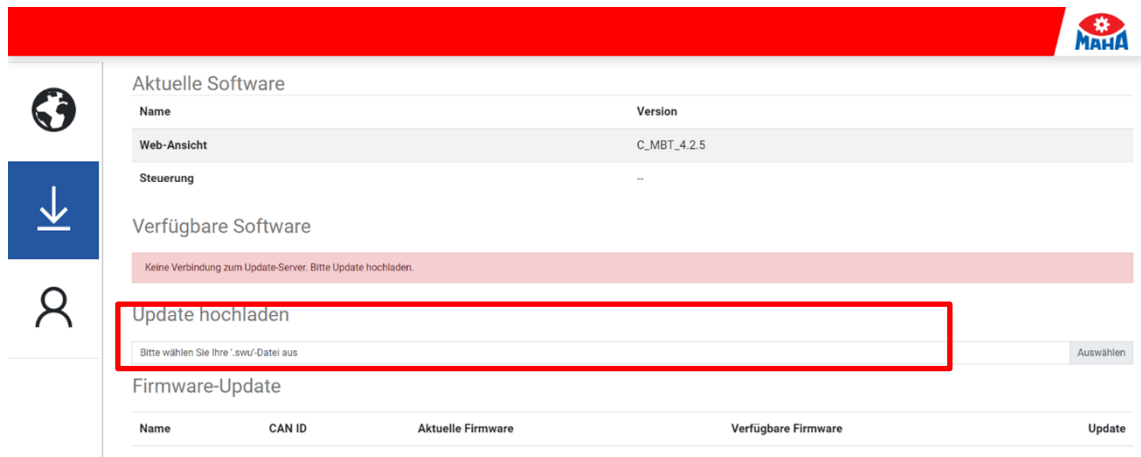 MAHA
Aktuelle Software
Name Version
Web-Ansicht C_MBT_4.2.5
Steuerung --
Verfügbare Software
Keine Verbindung zum Update-Server. Bitte Update hochladen.
Update hochladen
Bitte wählen Sie Ihre '.swu'-Datei aus Auswählen
Firmware-Update
Name CAN ID Aktuelle Firmware Verfügbare Firmware Update